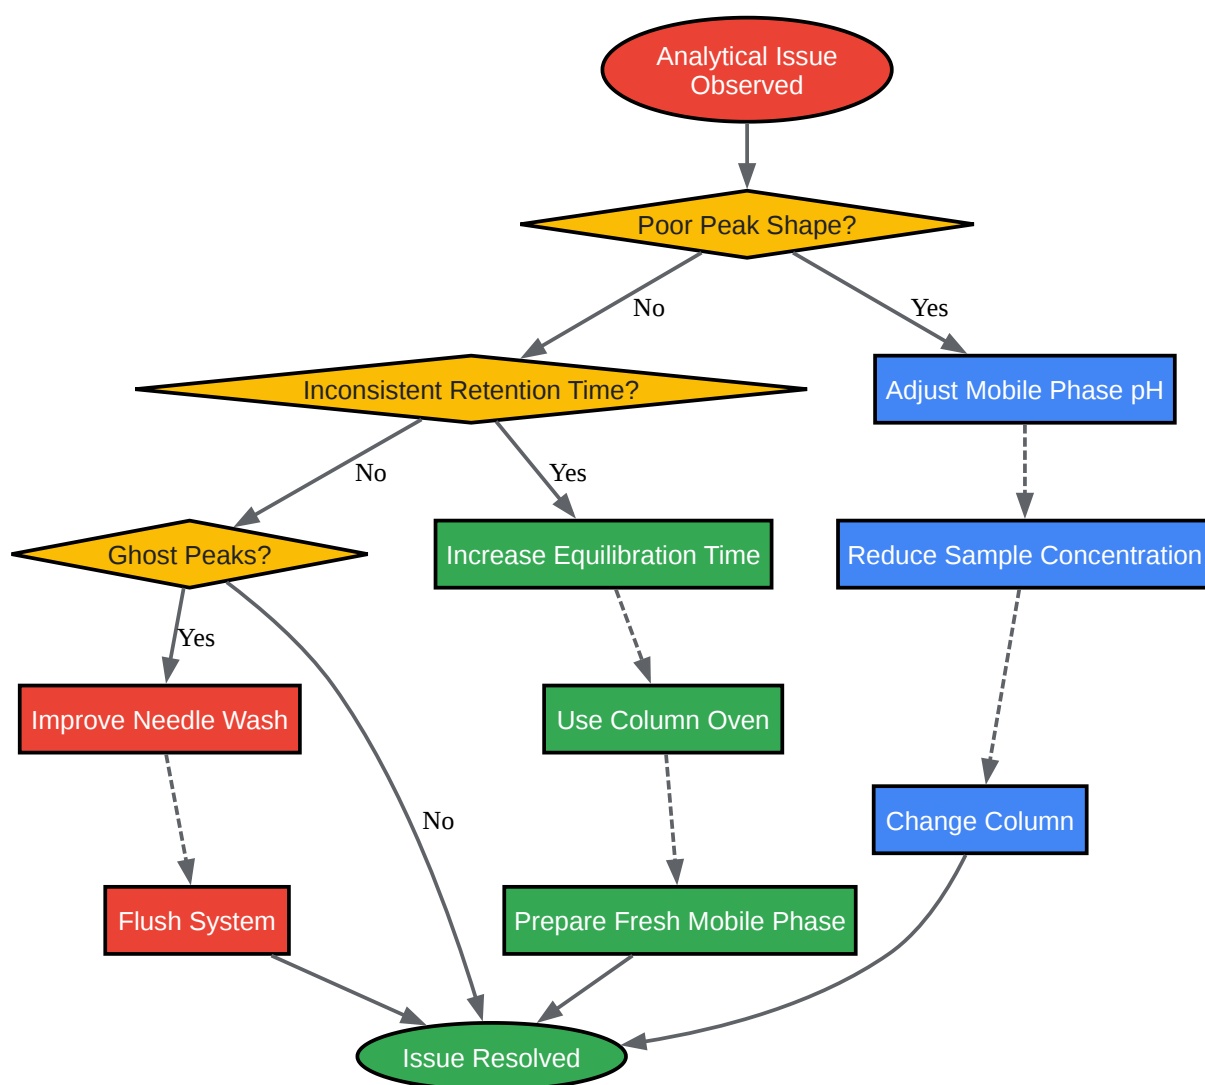 Analytical Issue
Observed
Poor Peak Shape?
No
Yes
Inconsistent Retention Time?
Adjust Mobile Phase pH
No
Yes
Ghost Peaks?
Increase Equilibration Time
Reduce Sample Concentration
Yes
Improve Needle Wash
Use Column Oven
No
Change Column
Flush System
Prepare Fresh Mobile Phase
Issue Resolved